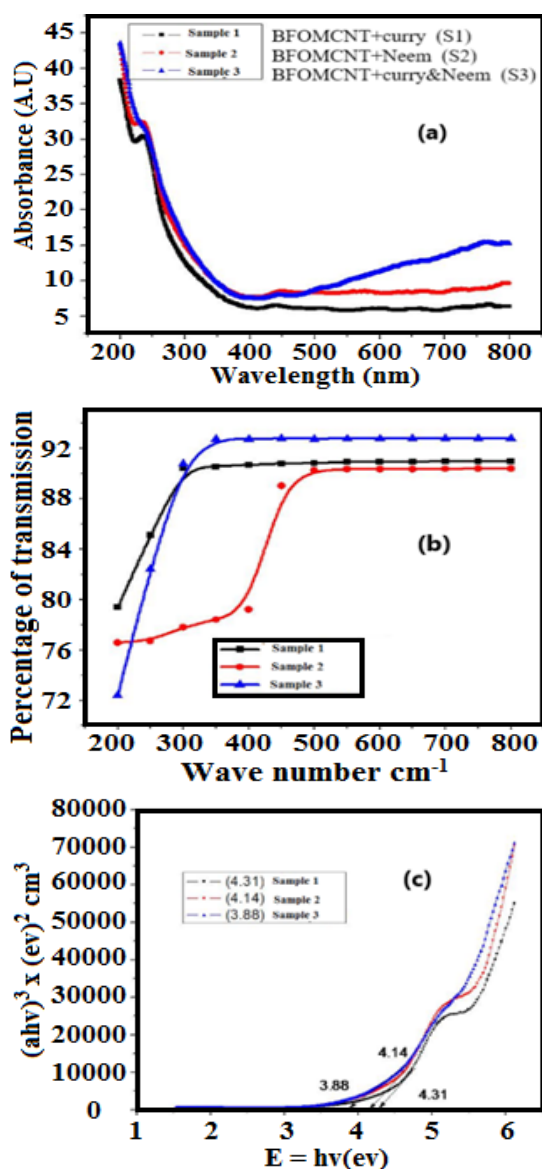 Sample 1 BFOMCNT+curry (S1)
Sample 2 BFOMCNT+Neem (S2)
Sample 3 BFOMCNT+curry&Neem (S3)
(a)
Absorbance (A.U)
45
40
35
30
25
20
15
10
5
200 300 400 500 600 700 800
Wavelength (nm)
(b)
Percentage of transmission
92
88
84
80
76
72
Sample 1
Sample 2
Sample 3
200 300 400 500 600 700 800
Wave number cm-1
(c)
(ahv)3 x (ev)2 cm3
80000
70000
60000
50000
40000
30000
20000
10000
0
(4.31) Sample 1
(4.14) Sample 2
(3.88) Sample 3
4.14
3.88
4.31
1 2 3 4 5 6
E = hv(ev)